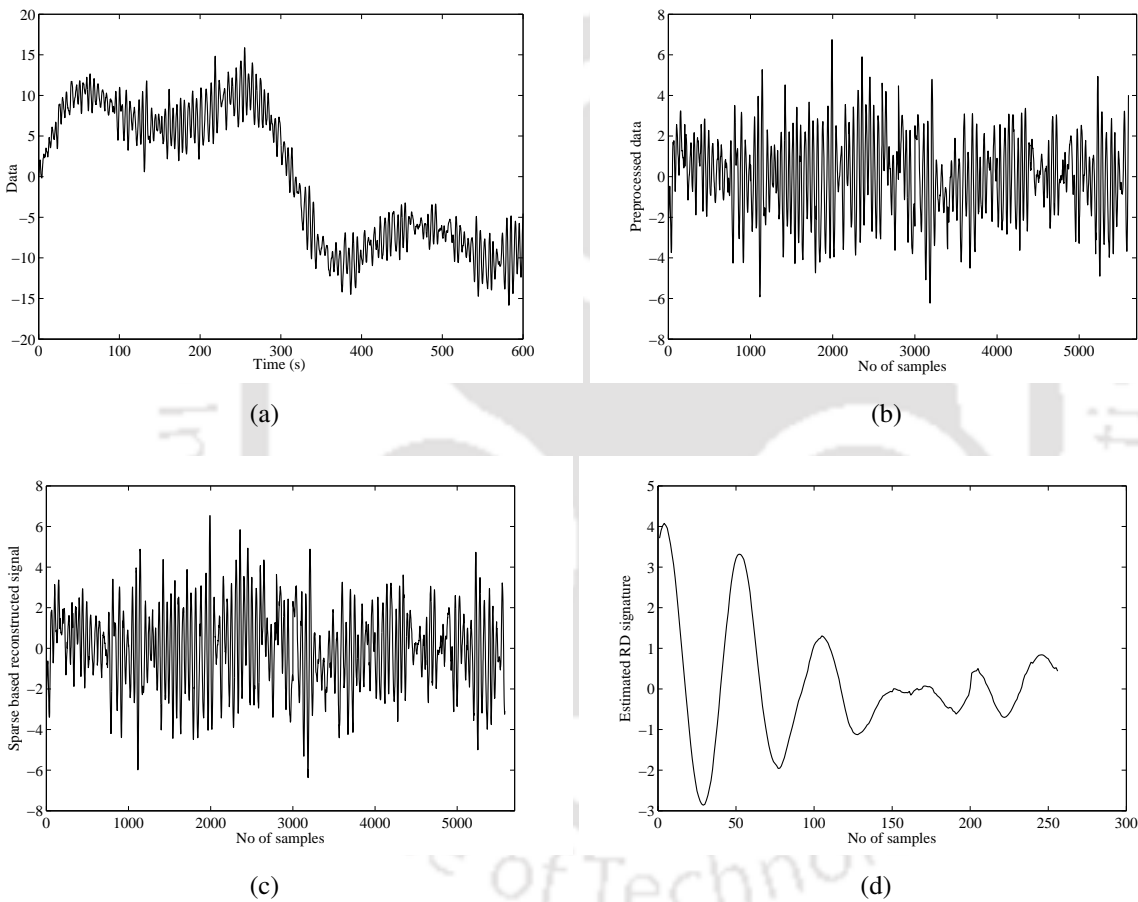 20
15
10
5
0
−5
−10
−15
−20
Data
0 100 200 300 400 500 600
Time (s)
(a)
8
6
4
2
0
−2
−4
−6
−8
Preprocessed data
0 1000 2000 3000 4000 5000
No of samples
(b)
8
6
4
2
0
−2
−4
−6
−8
Sparse based reconstructed signal
0 1000 2000 3000 4000 5000
No of samples
(c)
5
4
3
2
1
0
−1
−2
−3
Estimated RD signature
0 50 100 150 200 250 300
No of samples
(d)
of Technol